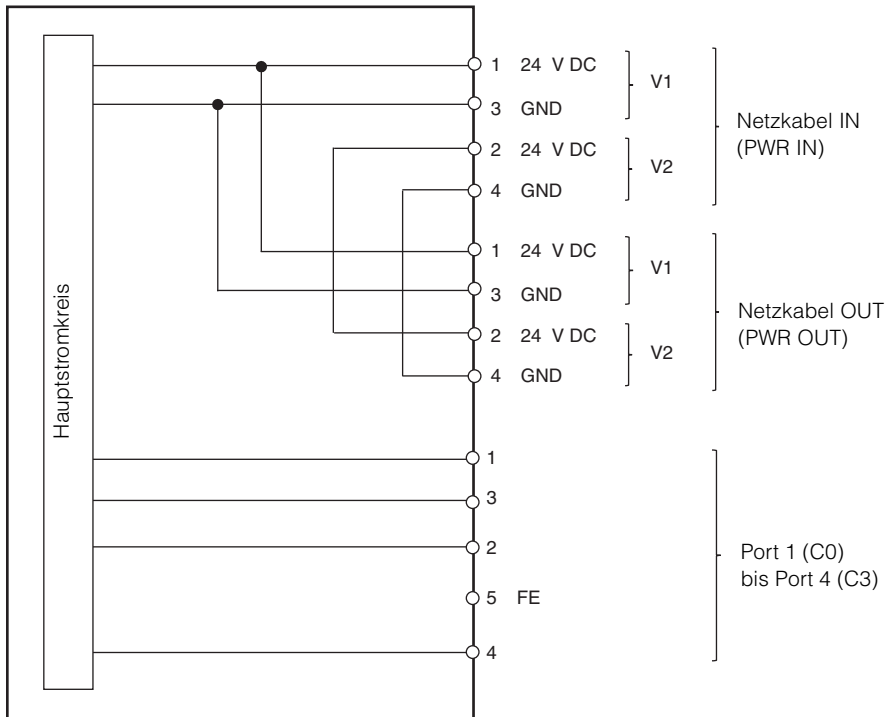 Hauptstromkreis
1 24 V DC
3 GND
V1
2 24 V DC
4 GND
V2
Netzkabel IN
(PWR IN)
1 24 V DC
3 GND
V1
2 24 V DC
4 GND
V2
Netzkabel OUT
(PWR OUT)
1
3
2
5 FE
4
Port 1 (C0)
bis Port 4 (C3)